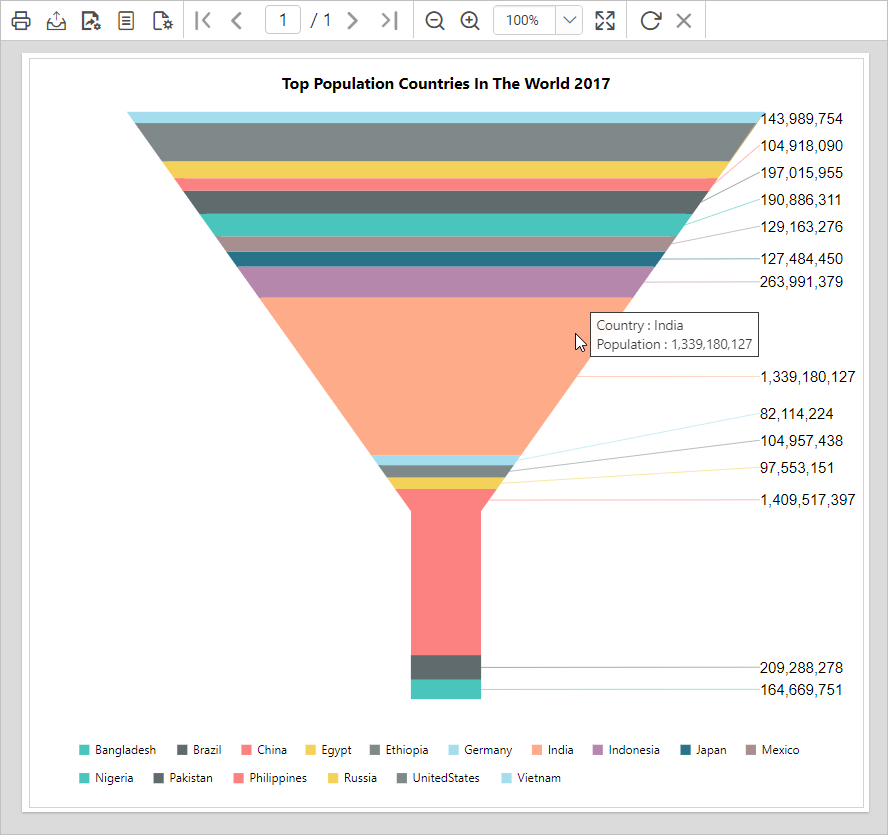 1 / 1 100%
Top Population Countries In The World 2017
143,989,754
104,918,090
197,015,955
190,886,311
129,163,276
127,484,450
263,991,379
Country : India
Population : 1,339,180,127
1,339,180,127
82,114,224
104,957,438
97,553,151
1,409,517,397
209,288,278
164,669,751
Bangladesh Brazil China Egypt Ethiopia Germany India Indonesia Japan Mexico
Nigeria Pakistan Philippines Russia UnitedStates Vietnam